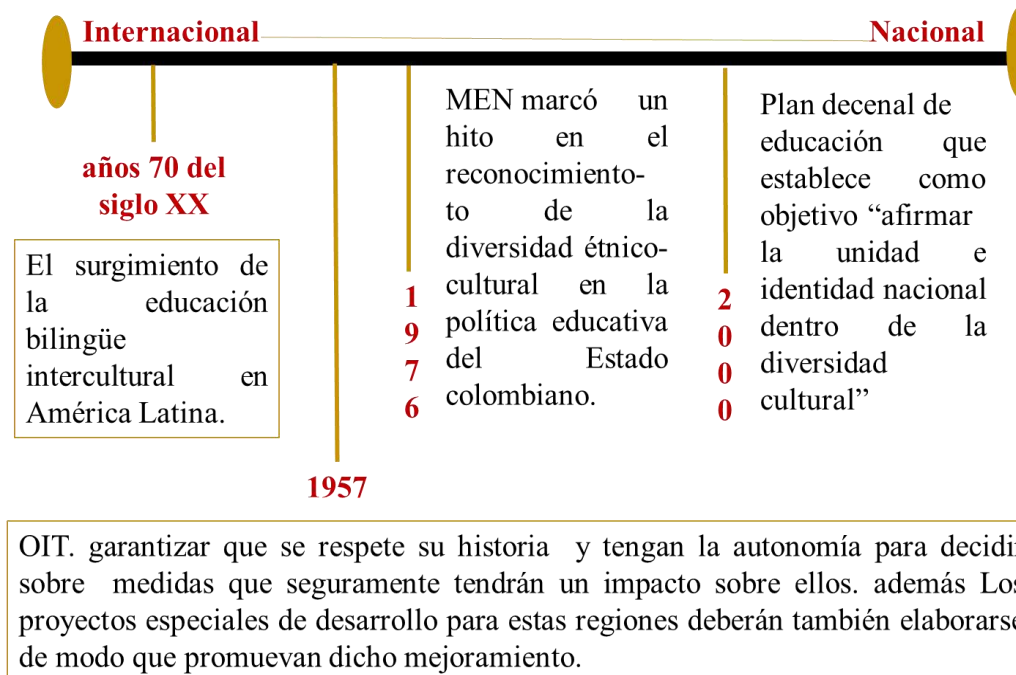 Internacional
Nacional
años 70 del
siglo XX
El surgimiento de
la educación
bilingüe
intercultural en
América Latina.
1957
1
9
7
6
MEN marcó un
hito en el
reconocimiento-
to de la
diversidad étnico-
cultural en la
política educativa
del Estado
colombiano.
2
0
0
0
Plan decenal de
educación que
establece como
objetivo “afirmar
la unidad e
identidad nacional
dentro de la
diversidad
cultural”
OIT. garantizar que se respete su historia y tengan la autonomía para decidir
sobre medidas que seguramente tendrán un impacto sobre ellos. además Los
proyectos especiales de desarrollo para estas regiones deberán también elaborarse
de modo que promuevan dicho mejoramiento.